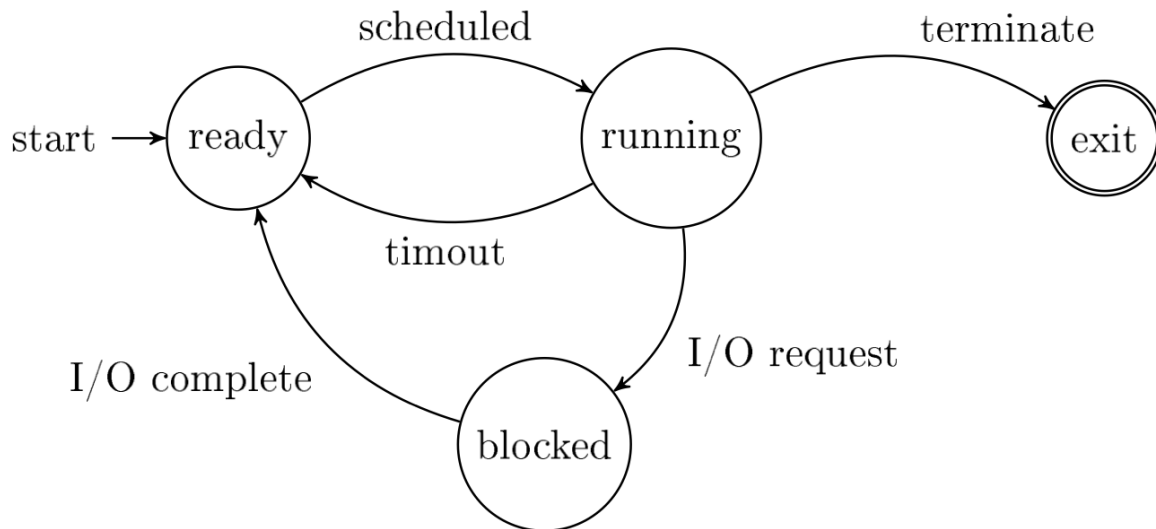 scheduled
terminate
start
ready
running
exit
timout
I/O request
I/O complete
blocked